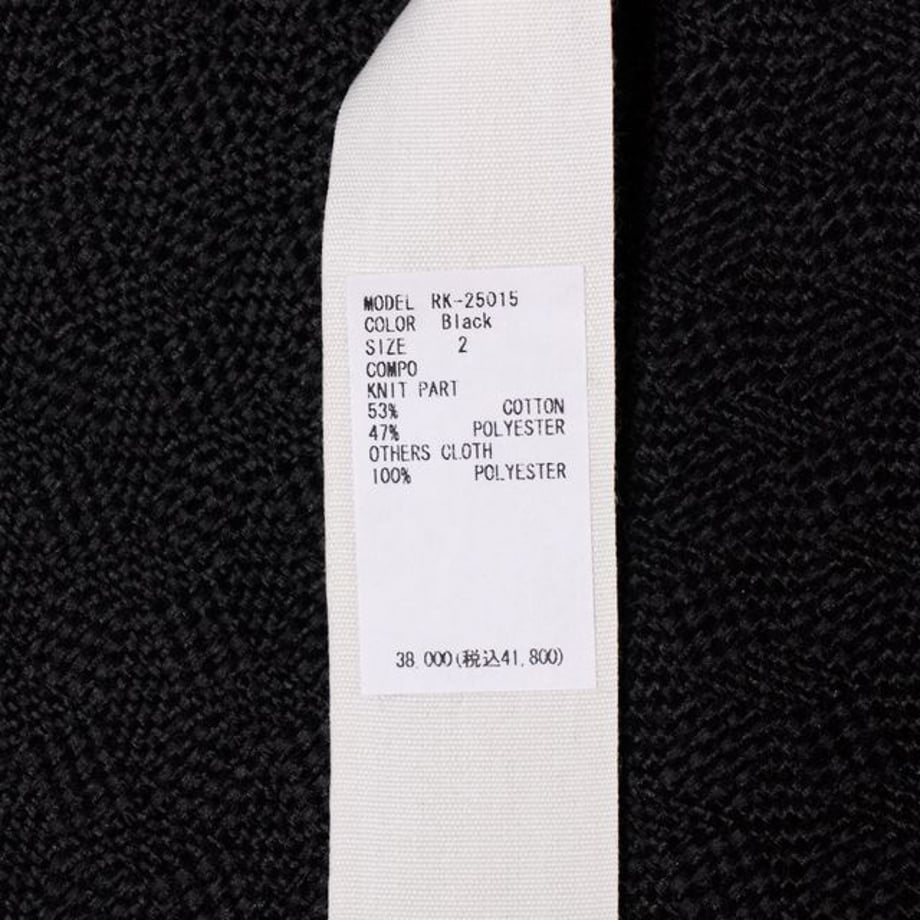 MODEL RK-25015
COLOR Black
SIZE 2
COMPO
KNIT PART
53% COTTON
47% POLYESTER
OTHERS CLOTH
100% POLYESTER
38,000(税込41,800)